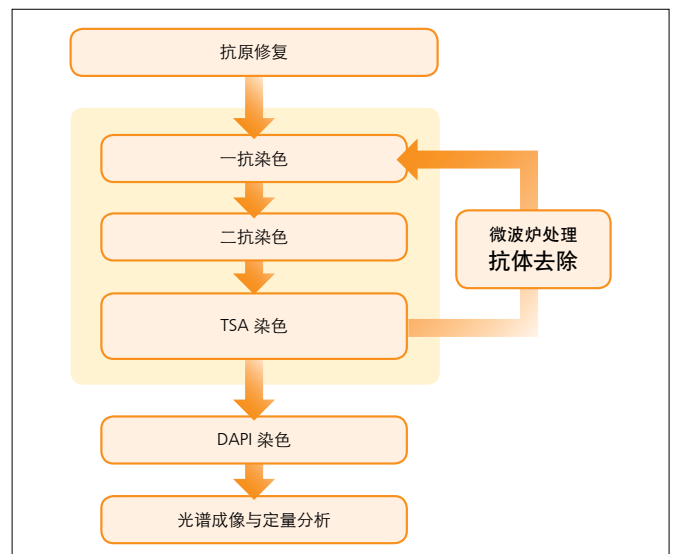 抗原修复
一抗染色
二抗染色
微波炉处理
抗体去除
TSA 染色
DAPI 染色
光谱成像与定量分析